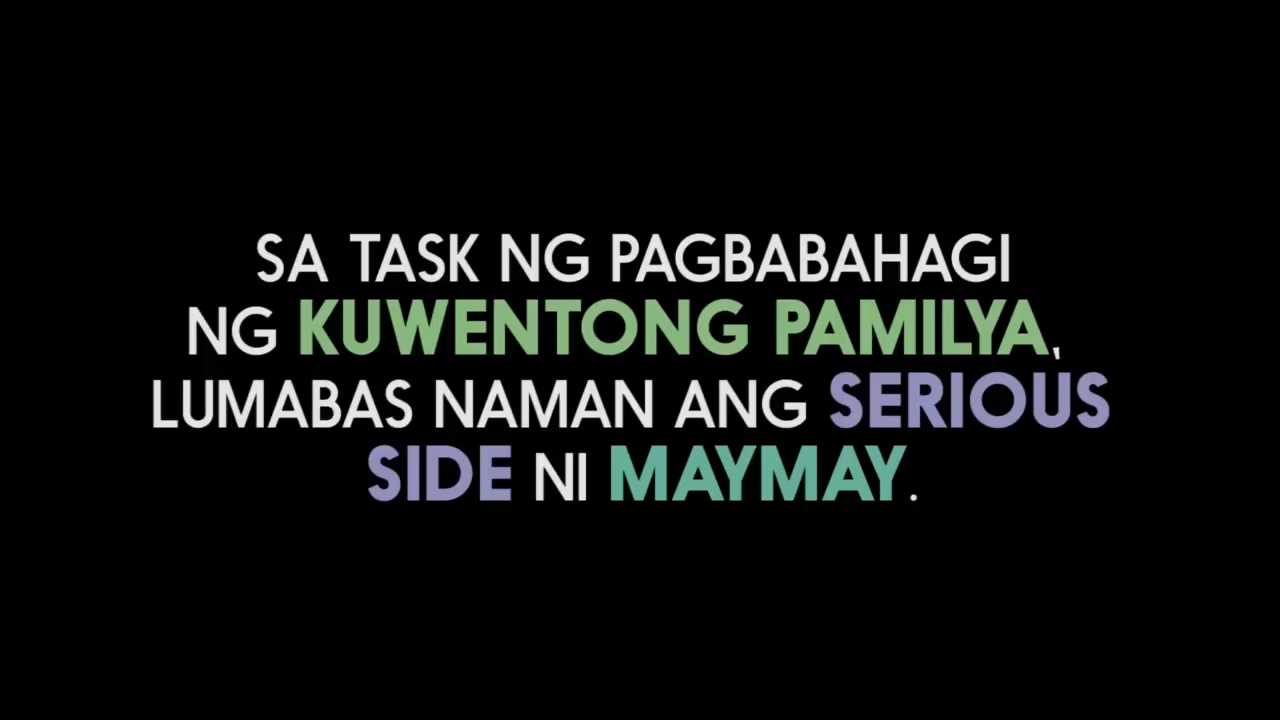 SA TASK NG PAGBABAHAGI
NG KUWENTONG PAMILYA,
LUMABAS NAMAN ANG SERIOUS
SIDE NI MAYMAY.